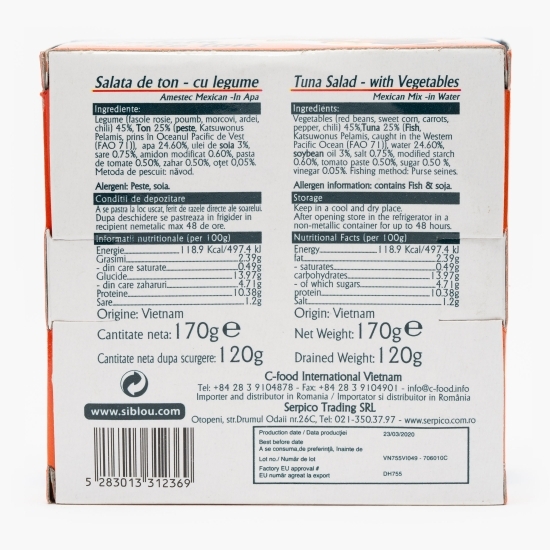 Salata de ton - cu legume
Amestec Mexican -In Apa
Ingrediente:
Legume (fasole rosie, poumb, morcovi, ardei,
chili) 45%, Ton 25% (peste, Katsuwonus
Pelamis, prins in Oceanul Pacific de Vest
(FAO 71)), apa 24.60%, ulei de soia 3%,
sare 0.75%, amidon modificat 0.60%, pasta
de tomate 0.50%, zahar 0.50%, oțet 0,05%.
Metoda de pescuit: năvod.
Alergeni: Peste, soia.
Conditii de depozitare
A se pastra la loc uscat, ferit de razele directe ale soarelui.
Dupa deschidere se pastreaza in frigider in
recipient nemetalic max 48 de ore.
Informatii nutritionale (per 100g)
Energie 118.9 Kcal/497.4 kJ
Grasimi 2.39g
- din care saturate 0.49g
Glucide 13.97g
- din care zaharuri 4.71g
Proteine 10.38g
Sare 1.2g
Origine: Vietnam
Cantitate neta: 170g e
Cantitate neta dupa scurgere: 120g
Tuna Salad - with Vegetables
Mexican Mix -in Water
Ingredients:
Vegetables (red beans, sweet corn, carrots,
pepper, chili) 45%,Tuna 25% (Fish,
Katsuwonus Pelamis, caught in the Western
Pacific Ocean (FAO 71),), water 24.60%,
soybean oil 3%, salt 0.75%, modified starch
0.60%, tomato paste 0.50%, sugar 0.50 %,
vinegar 0.05%. Fishing method: Purse seines.
Allergen information: contains Fish & soja.
Storage
Keep in a cool and dry place.
After opening store in the refrigerator in a
non-metallic container for up to 48 hours.
Nutritional Facts (per 100g)
Energy 118.9 Kcal/497.4 kJ
fat 2.39g
- saturates 0.49g
carbohydrates 13.97g
- of which sugars 4.71g
protein 10.38g
Salt 1.2g
Origin: Vietnam
Net Weight: 170g e
Drained Weight: 120g
C-food International Vietnam
Tel: +84 28 3 9104878 - Fax: +84 28 3 9104901 - info@c-food.info
Importer and distributor in Romania / Importator si distribuitor in România
Serpico Trading SRL
Otopeni, str.Drumul Odaii nr.26C, Tel: 021-350.37.97 - www.serpico.com.ro
www.siblou.com
5 283013 312369
Production date / Data producției 23/03/2020
Best before date
A se consuma,de preferință, inainte de
Lot no./ Număr de lot VN755VI049 - 706010C
Factory EU approval #
EU număr agreat la export DH755